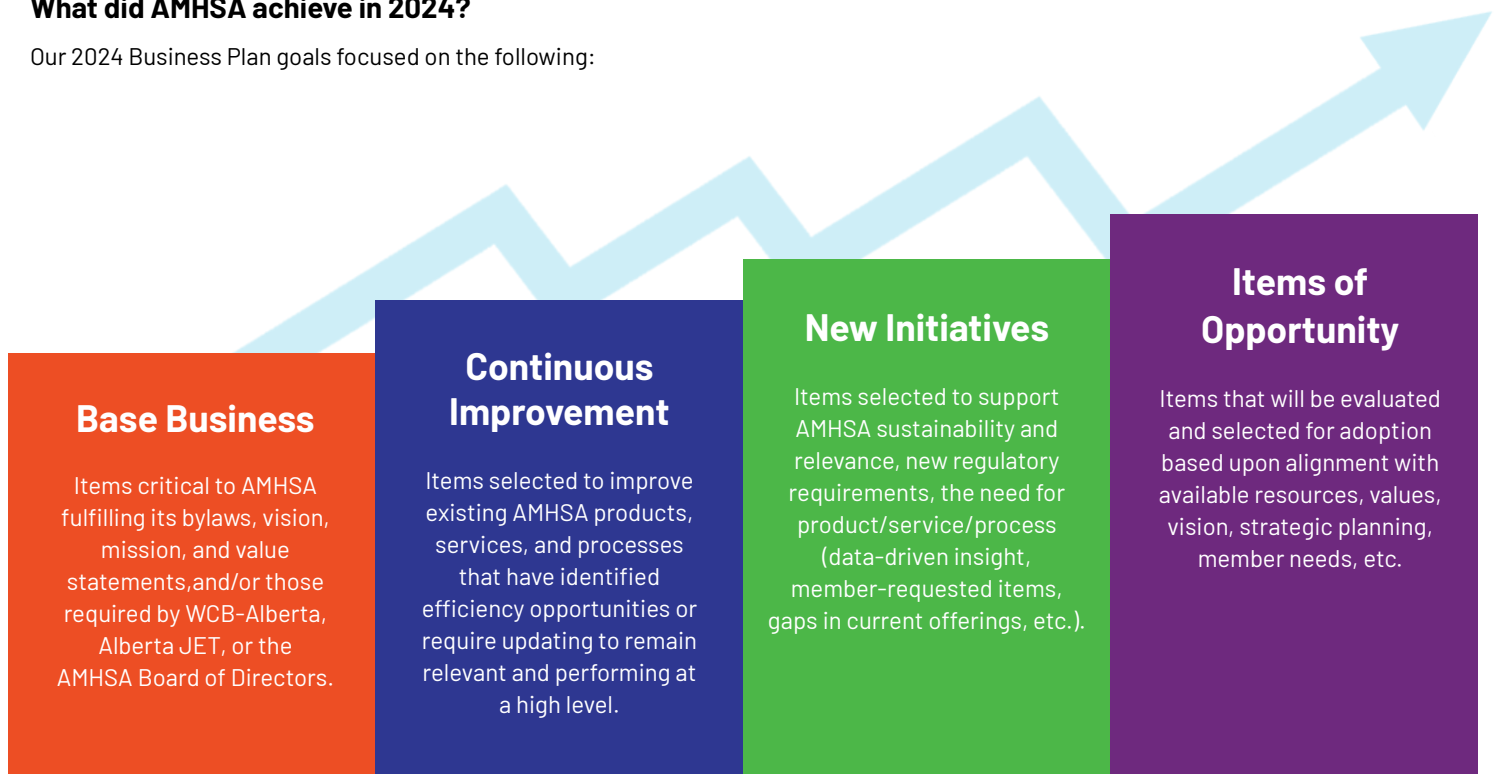 What did AMHSA achieve in 2024?
Our 2024 Business Plan goals focused on the following:
Base Business
Items critical to AMHSA
fulfilling its bylaws, vision,
mission, and value
statements,and/or those
required by WCB-Alberta,
Alberta JET, or the
AMHSA Board of Directors.
Continuous
Improvement
Items selected to improve
existing AMHSA products,
services, and processes
that have identified
efficiency opportunities or
require updating to remain
relevant and performing at
a high level.
New Initiatives
Items selected to support
AMHSA sustainability and
relevance, new regulatory
requirements, the need for
product/service/process
(data-driven insight,
member-requested items,
gaps in current offerings, etc.).
Items of
Opportunity
Items that will be evaluated
and selected for adoption
based upon alignment with
available resources, values,
vision, strategic planning,
member needs, etc.